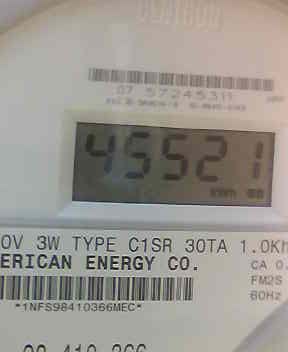 07 57245311
45521
KWH
0V 3W TYPE C1SR 30TA 1.0Kh
ERICAN ENERGY CO.
CA 0.
FM2S
60Hz
*1NFS98410366MEC*